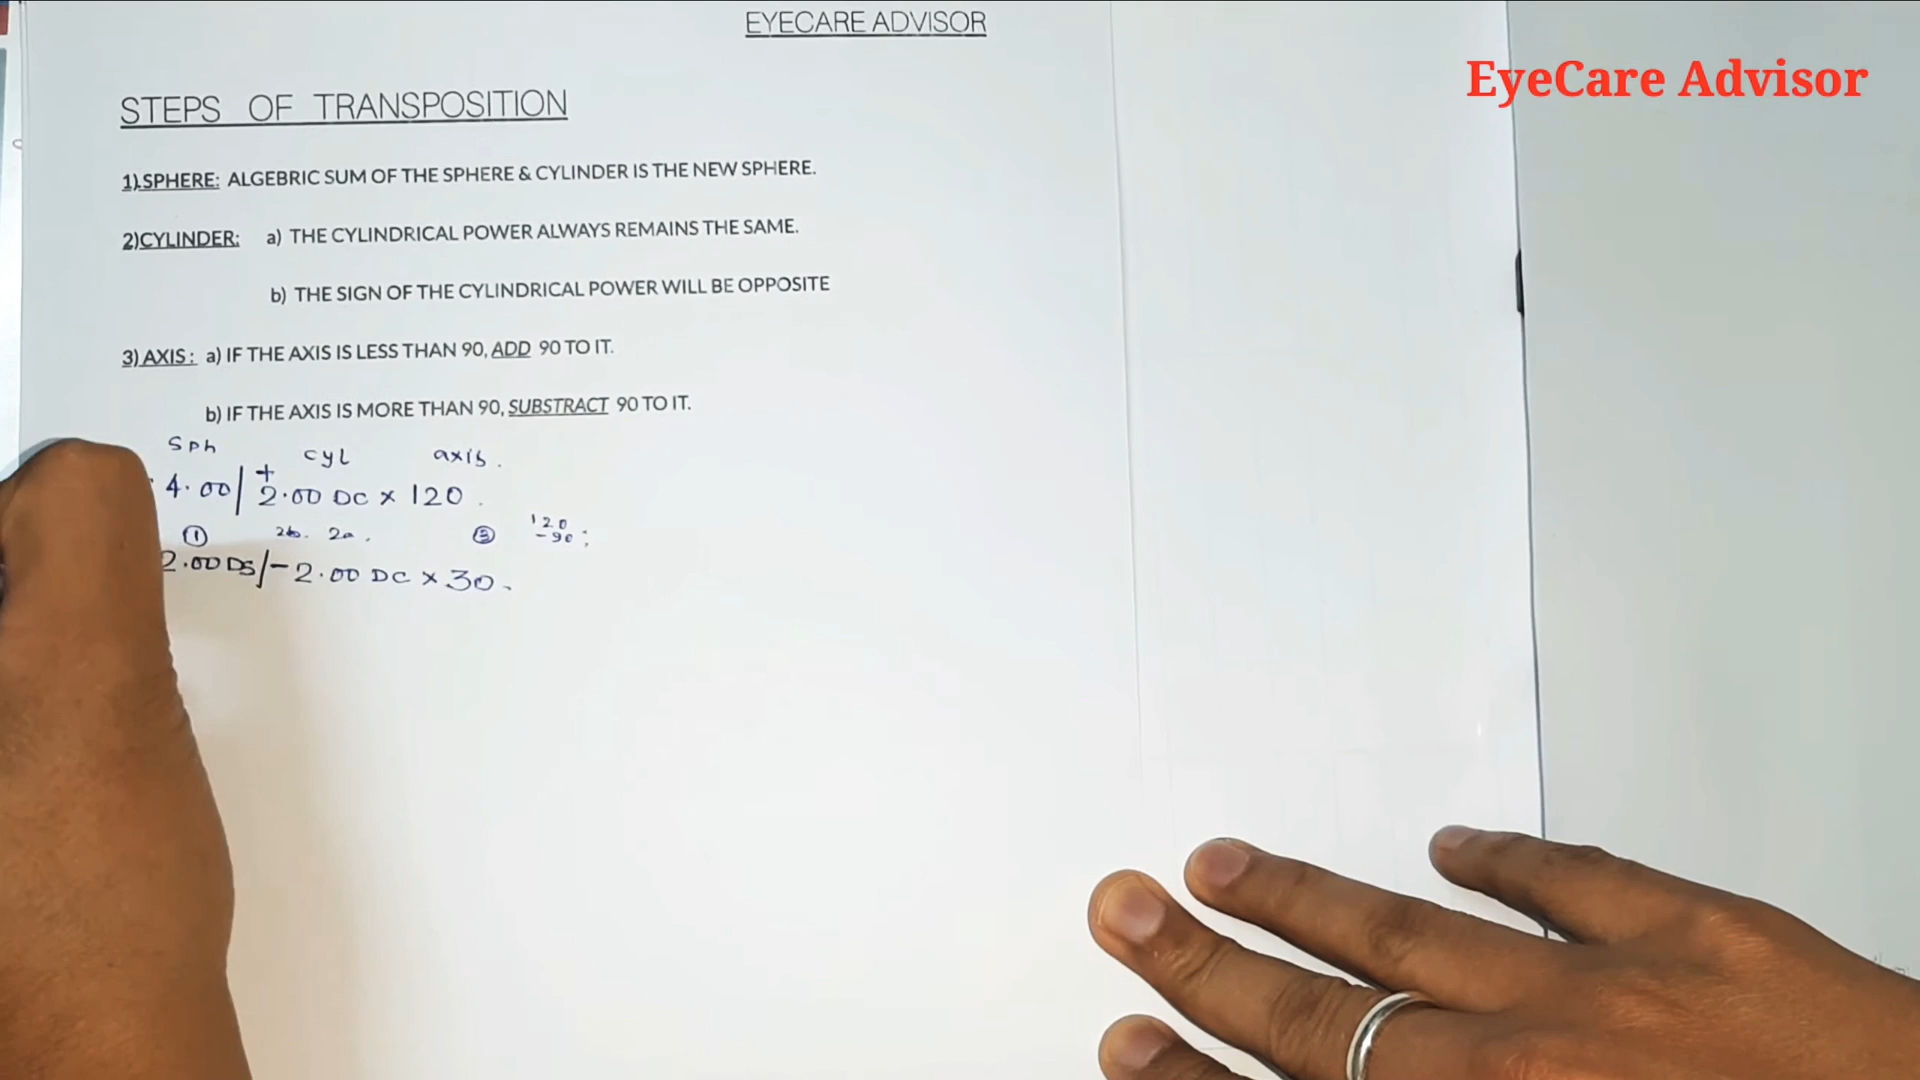 EYECARE ADVISOR
EyeCare Advisor
STEPS OF TRANSPOSITION
1).SPHERE: ALGEBRIC SUM OF THE SPHERE & CYLINDER IS THE NEW SPHERE.
2)CYLINDER: a) THE CYLINDRICAL POWER ALWAYS REMAINS THE SAME.
b) THE SIGN OF THE CYLINDRICAL POWER WILL BE OPPOSITE
3) AXIS: a) IF THE AXIS IS LESS THAN 90, ADD 90 TO IT.
b) IF THE AXIS IS MORE THAN 90, SUBSTRACT 90 TO IT.
Sph cyl axis.
4.00/+2.00 DC × 120.
① 2b. 2a. ③ 120 - 90 ;
2.00 DS/-2.00 DC × 30.